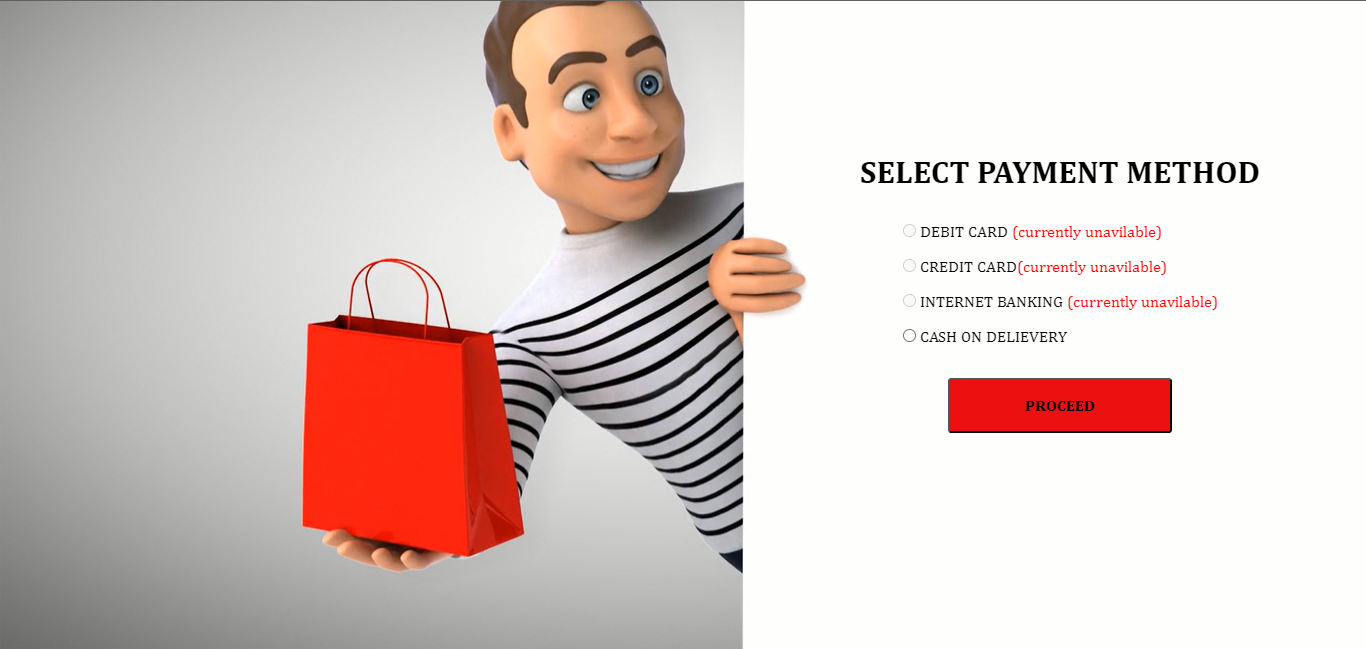 SELECT PAYMENT METHOD
DEBIT CARD (currently unavilable)
CREDIT CARD(currently unavilable)
INTERNET BANKING (currently unavilable)
CASH ON DELIEVERY
PROCEED